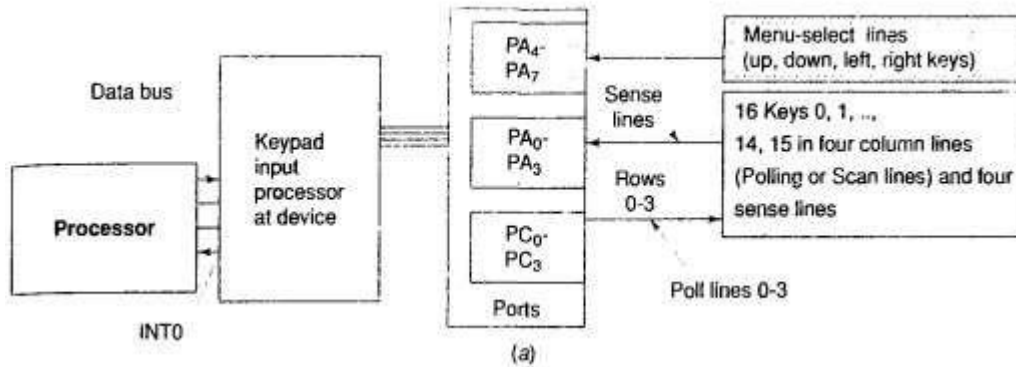 Data bus
Processor
INT0
Keypad
input
processor
at device
PA4-
PA7
PA0-
PA3
PC0-
PC3
Ports
Sense
lines
Rows
0-3
Poll lines 0-3
Menu-select lines
(up, down, left, right keys)
16 Keys 0, 1, ..,
14, 15 in four column lines
(Polling or Scan lines) and four
sense lines
(a)